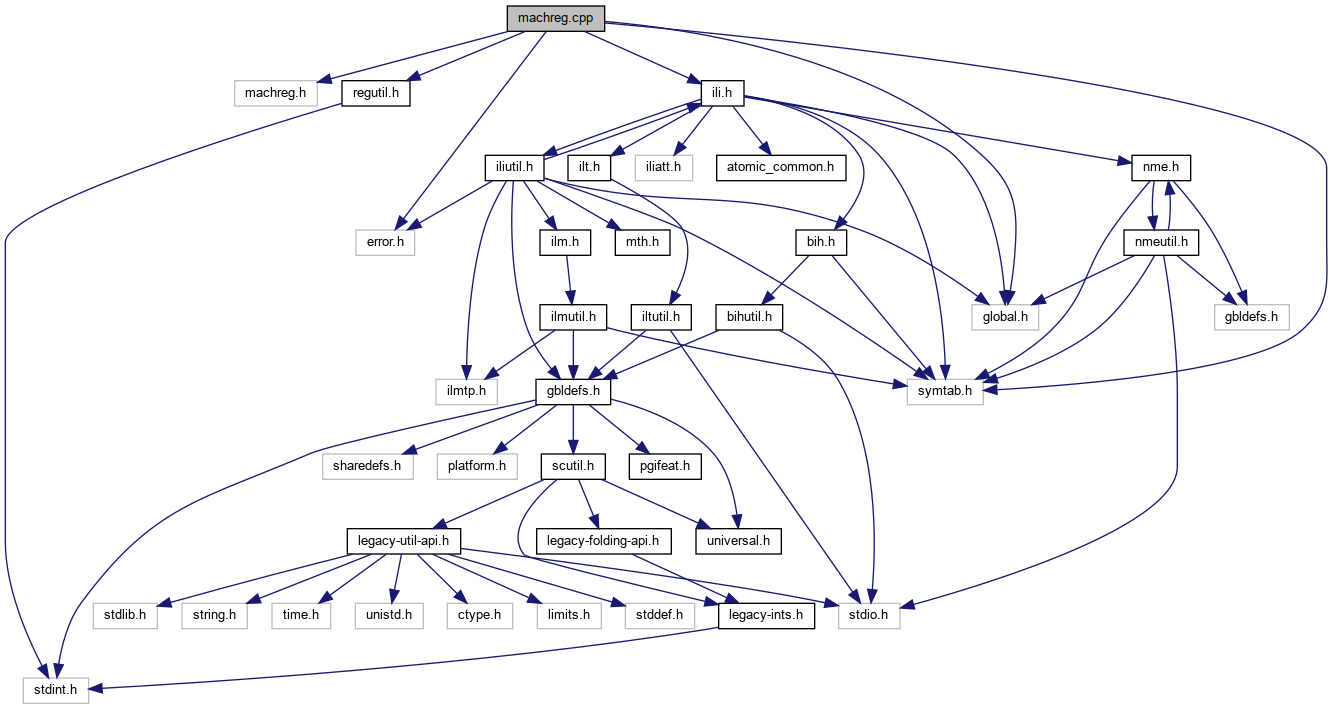 machreg.cpp
machreg.h
regutil.h
ili.h
iliutil.h
ilt.h
iliatt.h
atomic_common.h
nme.h
error.h
ilm.h
mth.h
bih.h
nmeutil.h
ilmutil.h
iltutil.h
bihutil.h
global.h
gbldefs.h
ilmtp.h
gbldefs.h
symtab.h
sharedefs.h
platform.h
scutil.h
pgifeat.h
legacy-util-api.h
legacy-folding-api.h
universal.h
stdlib.h
string.h
time.h
unistd.h
ctype.h
limits.h
stddef.h
legacy-ints.h
stdio.h
stdint.h